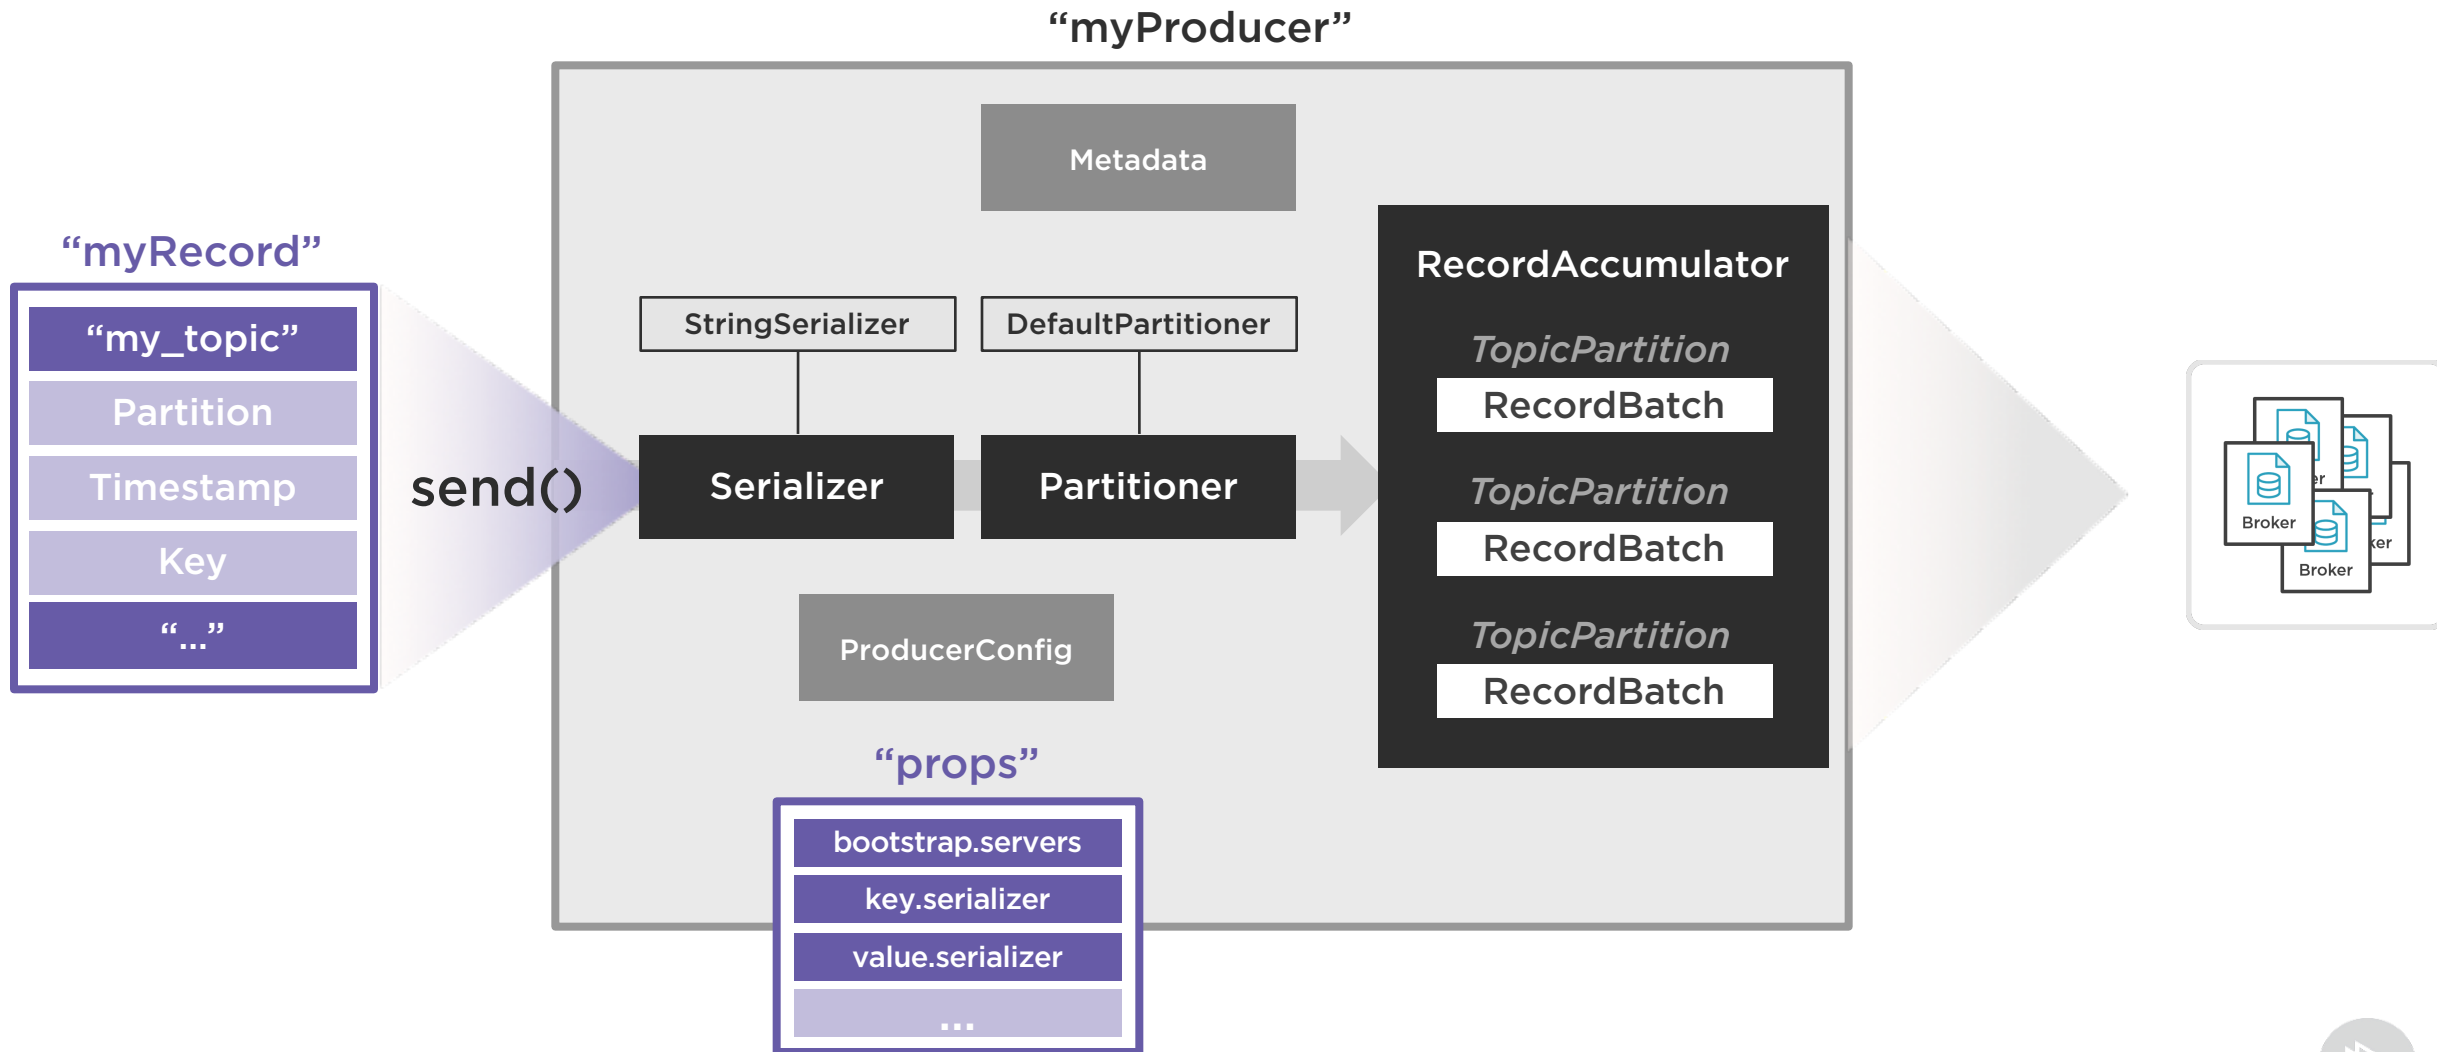 “myProducer”
Metadata
“myRecord”
“my_topic”
Partition
Timestamp
Key
“...”
send()
StringSerializer
DefaultPartitioner
Serializer
Partitioner
ProducerConfig
“props”
bootstrap.servers
key.serializer
value.serializer
...
RecordAccumulator
TopicPartition
RecordBatch
TopicPartition
RecordBatch
TopicPartition
RecordBatch
Broker
Broker